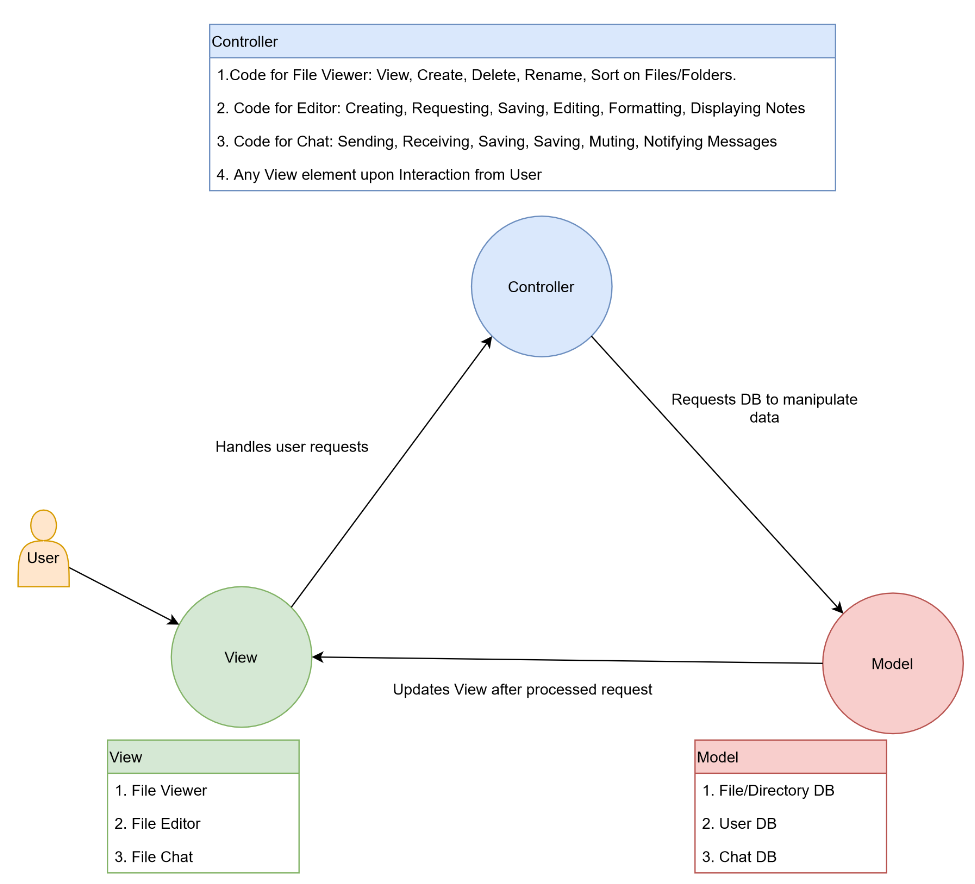 Controller
1.Code for File Viewer: View, Create, Delete, Rename, Sort on Files/Folders.
2. Code for Editor: Creating, Requesting, Saving, Editing, Formatting, Displaying Notes
3. Code for Chat: Sending, Receiving, Saving, Saving, Muting, Notifying Messages
4. Any View element upon Interaction from User
Controller
Requests DB to manipulate
data
Handles user requests
User
View
Model
Updates View after processed request
View
1. File Viewer
2. File Editor
3. File Chat
Model
1. File/Directory DB
2. User DB
3. Chat DB